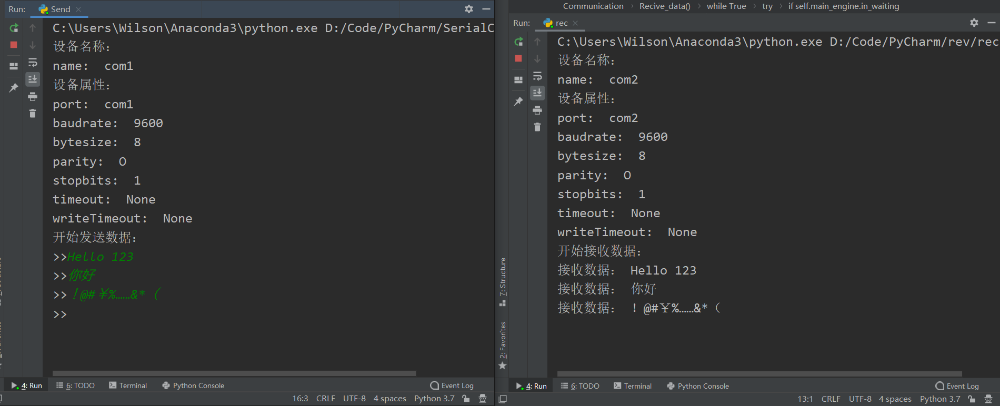 Run: Send
C:\Users\Wilson\Anaconda3\python.exe D:/Code/PyCharm/SerialC
设备名称：
name:  com1
设备属性：
port:  com1
baudrate:  9600
bytesize:  8
parity:  O
stopbits:  1
timeout:  None
writeTimeout:  None
开始发送数据：
>>Hello 123
>>你好
>>！@#￥%……&*（
>>
4: Run 6: TODO Terminal Python Console Event Log
16:3 CRLF UTF-8 4 spaces Python 3.7
Communication › Recive_data() › while True › try › if self.main_engine.in_waiting
Run: rec
C:\Users\Wilson\Anaconda3\python.exe D:/Code/PyCharm/rev/rec
设备名称：
name:  com2
设备属性：
port:  com2
baudrate:  9600
bytesize:  8
parity:  O
stopbits:  1
timeout:  None
writeTimeout:  None
开始接收数据：
接收数据： Hello 123
接收数据： 你好
接收数据： ！@#￥%……&*（
7: Structure
2: Favorites
4: Run 6: TODO Terminal Python Console Event Log
13:1 CRLF UTF-8 4 spaces Python 3.7